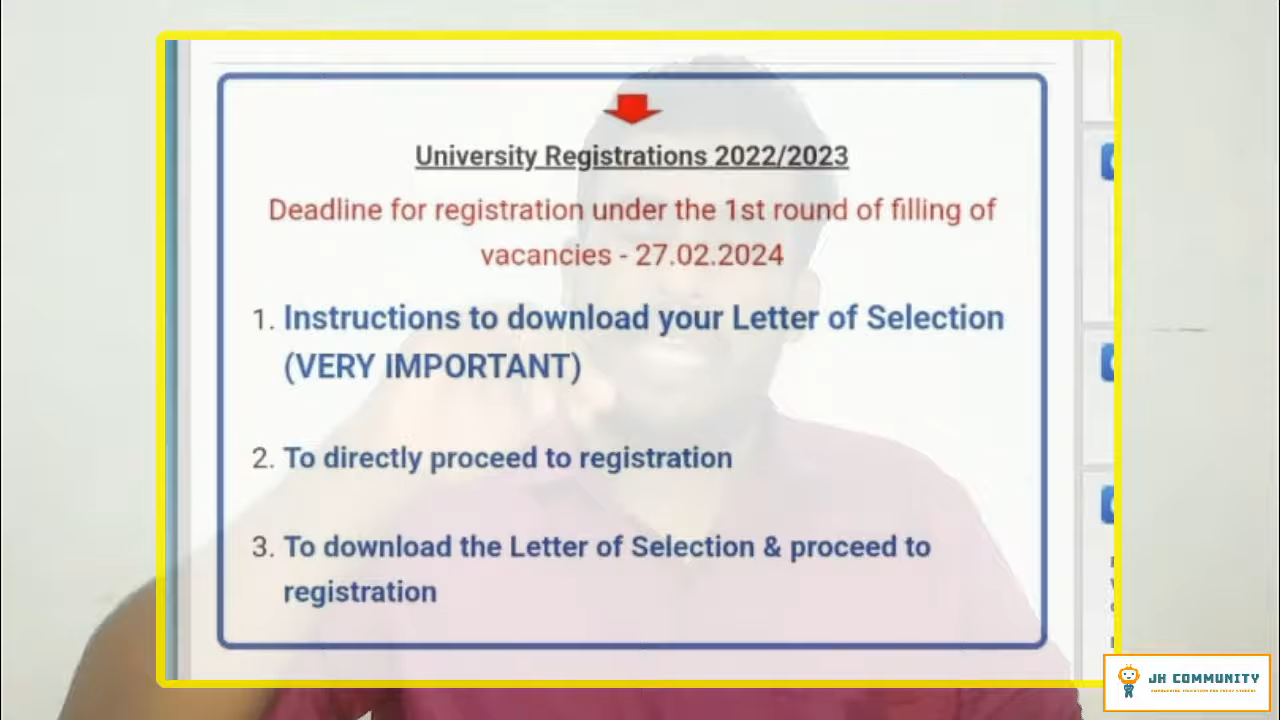 University Registrations 2022/2023
Deadline for registration under the 1st round of filling of
vacancies - 27.02.2024
1. Instructions to download your Letter of Selection
(VERY IMPORTANT)
2. To directly proceed to registration
3. To download the Letter of Selection & proceed to
registration
JH COMMUNITY